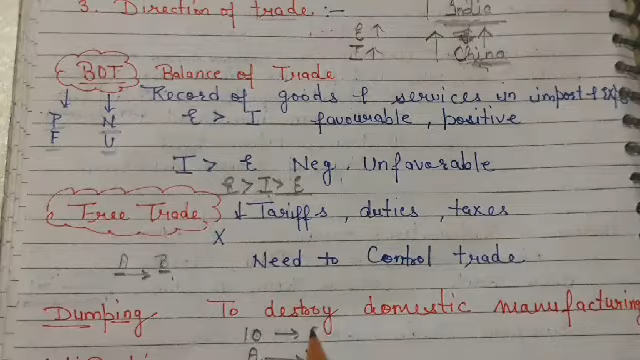 3. Direction of trade :-
India
E ↑
I ↑
China
BOT Balance of Trade
Record of goods & services in import & Exp
P N E > I favourable, positive
F U
I > E Neg. Unfavorable
E > I > E
Free Trade ↓ Tariffs, duties, taxes
X
A → B Need to Control trade
Dumping To destroy domestic manufacturing
10 →
A